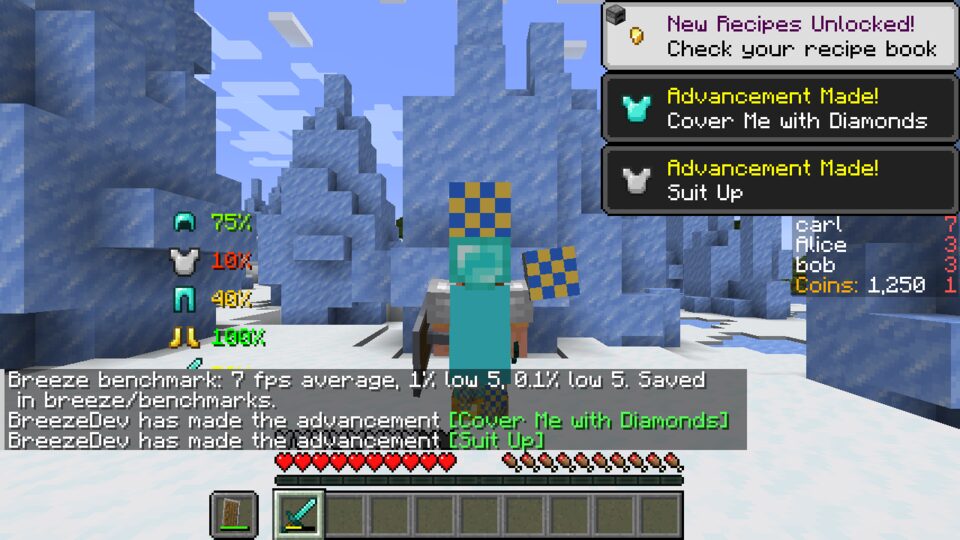 New Recipes Unlocked!
Check your recipe book
Advancement Made!
Cover Me with Diamonds
Advancement Made!
Suit Up
carl 7
Alice 3
bob 3
Coins: 1,250 1
75%
10%
40%
100%
Breeze benchmark: 7 fps average, 1% low 5, 0.1% low 5. Saved
in breeze/benchmarks.
BreezeDev has made the advancement [Cover Me with Diamonds]
BreezeDev has made the advancement [Suit Up]